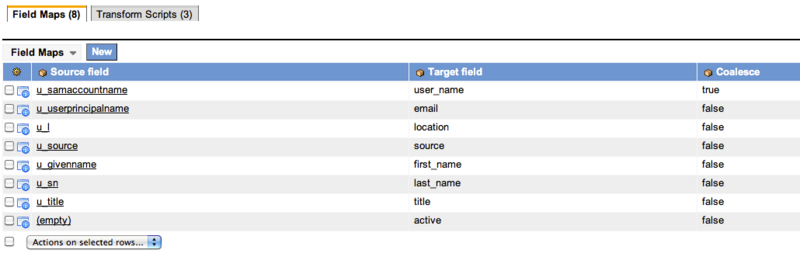 Field Maps (8) Transform Scripts (3)
Field Maps New
Source field Target field Coalesce
u_samaccountname user_name true
u_userprincipalname email false
u_l location false
u_source source false
u_givenname first_name false
u_sn last_name false
u_title title false
(empty) active false
Actions on selected rows...